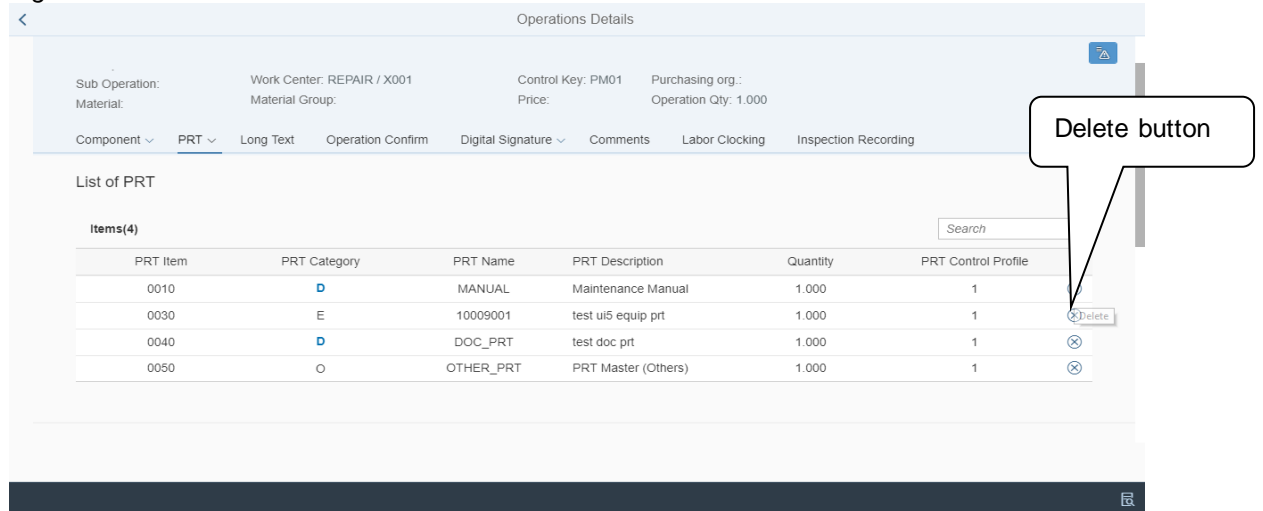 Operations Details
Sub Operation: Work Center: REPAIR / X001 Control Key: PM01 Purchasing org.:
Material: Material Group: Price: Operation Qty: 1.000
Delete button
Component PRT Long Text Operation Confirm Digital Signature Comments Labor Clocking Inspection Recording
List of PRT
Items(4) Search
PRT Item PRT Category PRT Name PRT Description Quantity PRT Control Profile
0010 D MANUAL Maintenance Manual 1.000 1
0030 E 10009001 test ui5 equip prt 1.000 1 Delete
0040 D DOC_PRT test doc prt 1.000 1
0050 O OTHER_PRT PRT Master (Others) 1.000 1